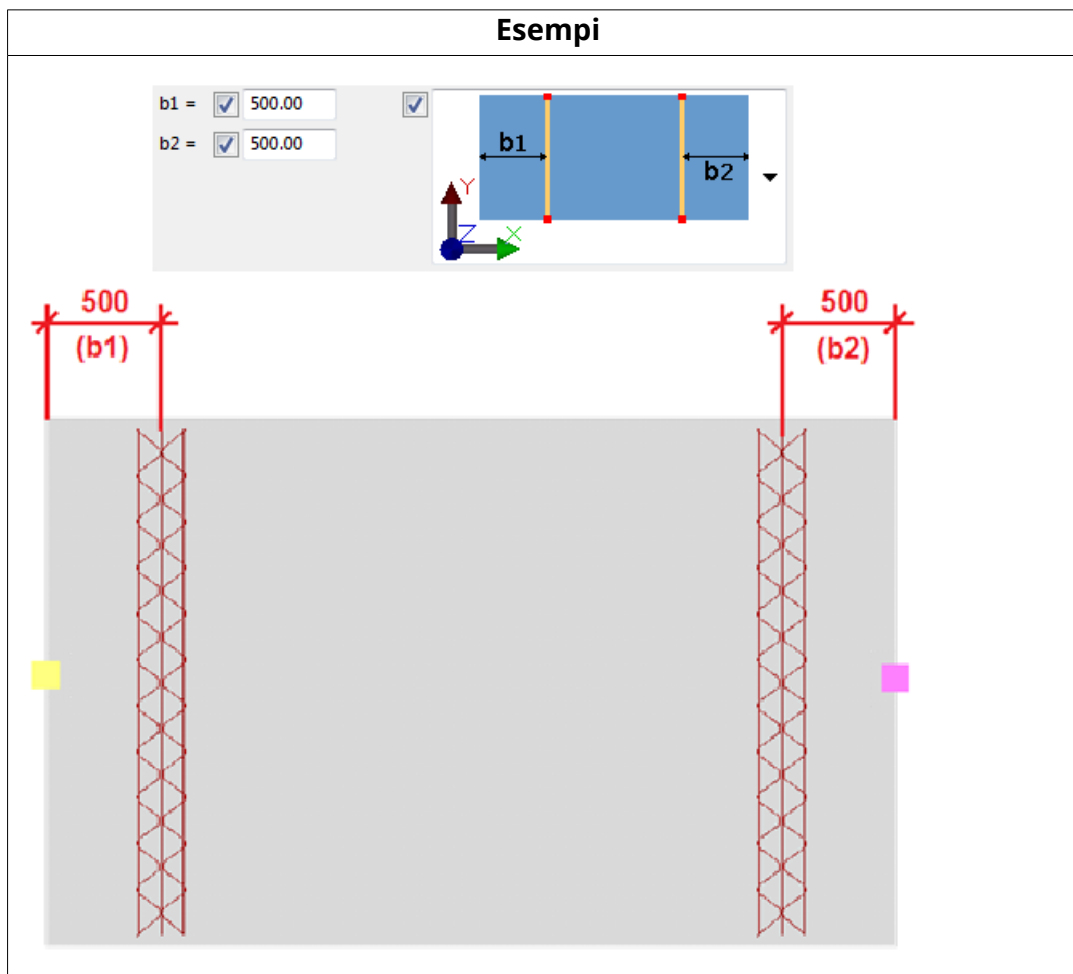 Esempi
b1 = 500.00
b2 = 500.00
b1
b2
Y
Z
X
500
(b1)
500
(b2)